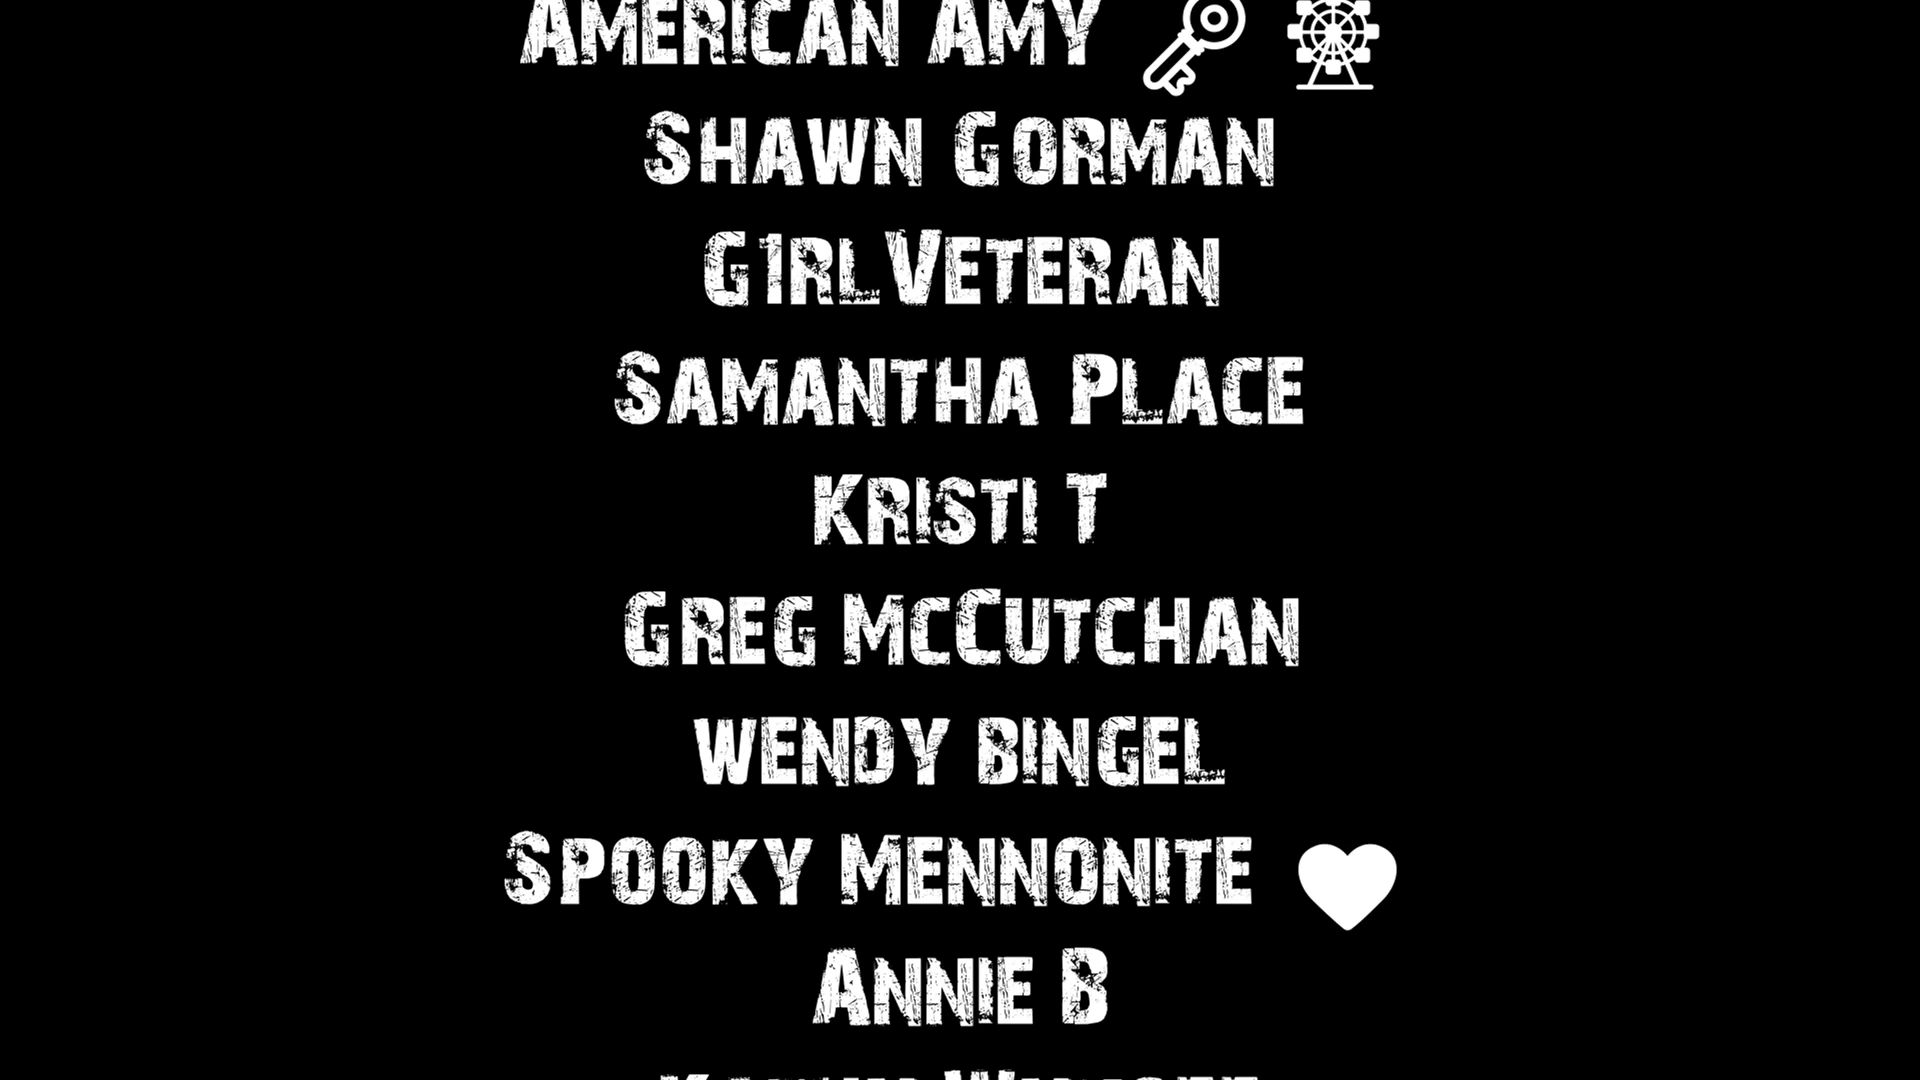 American Amy
Shawn Gorman
G1rlVeteran
Samantha Place
Kristi T
Greg McCutchan
wendy bingel
Spooky Mennonite
Annie B